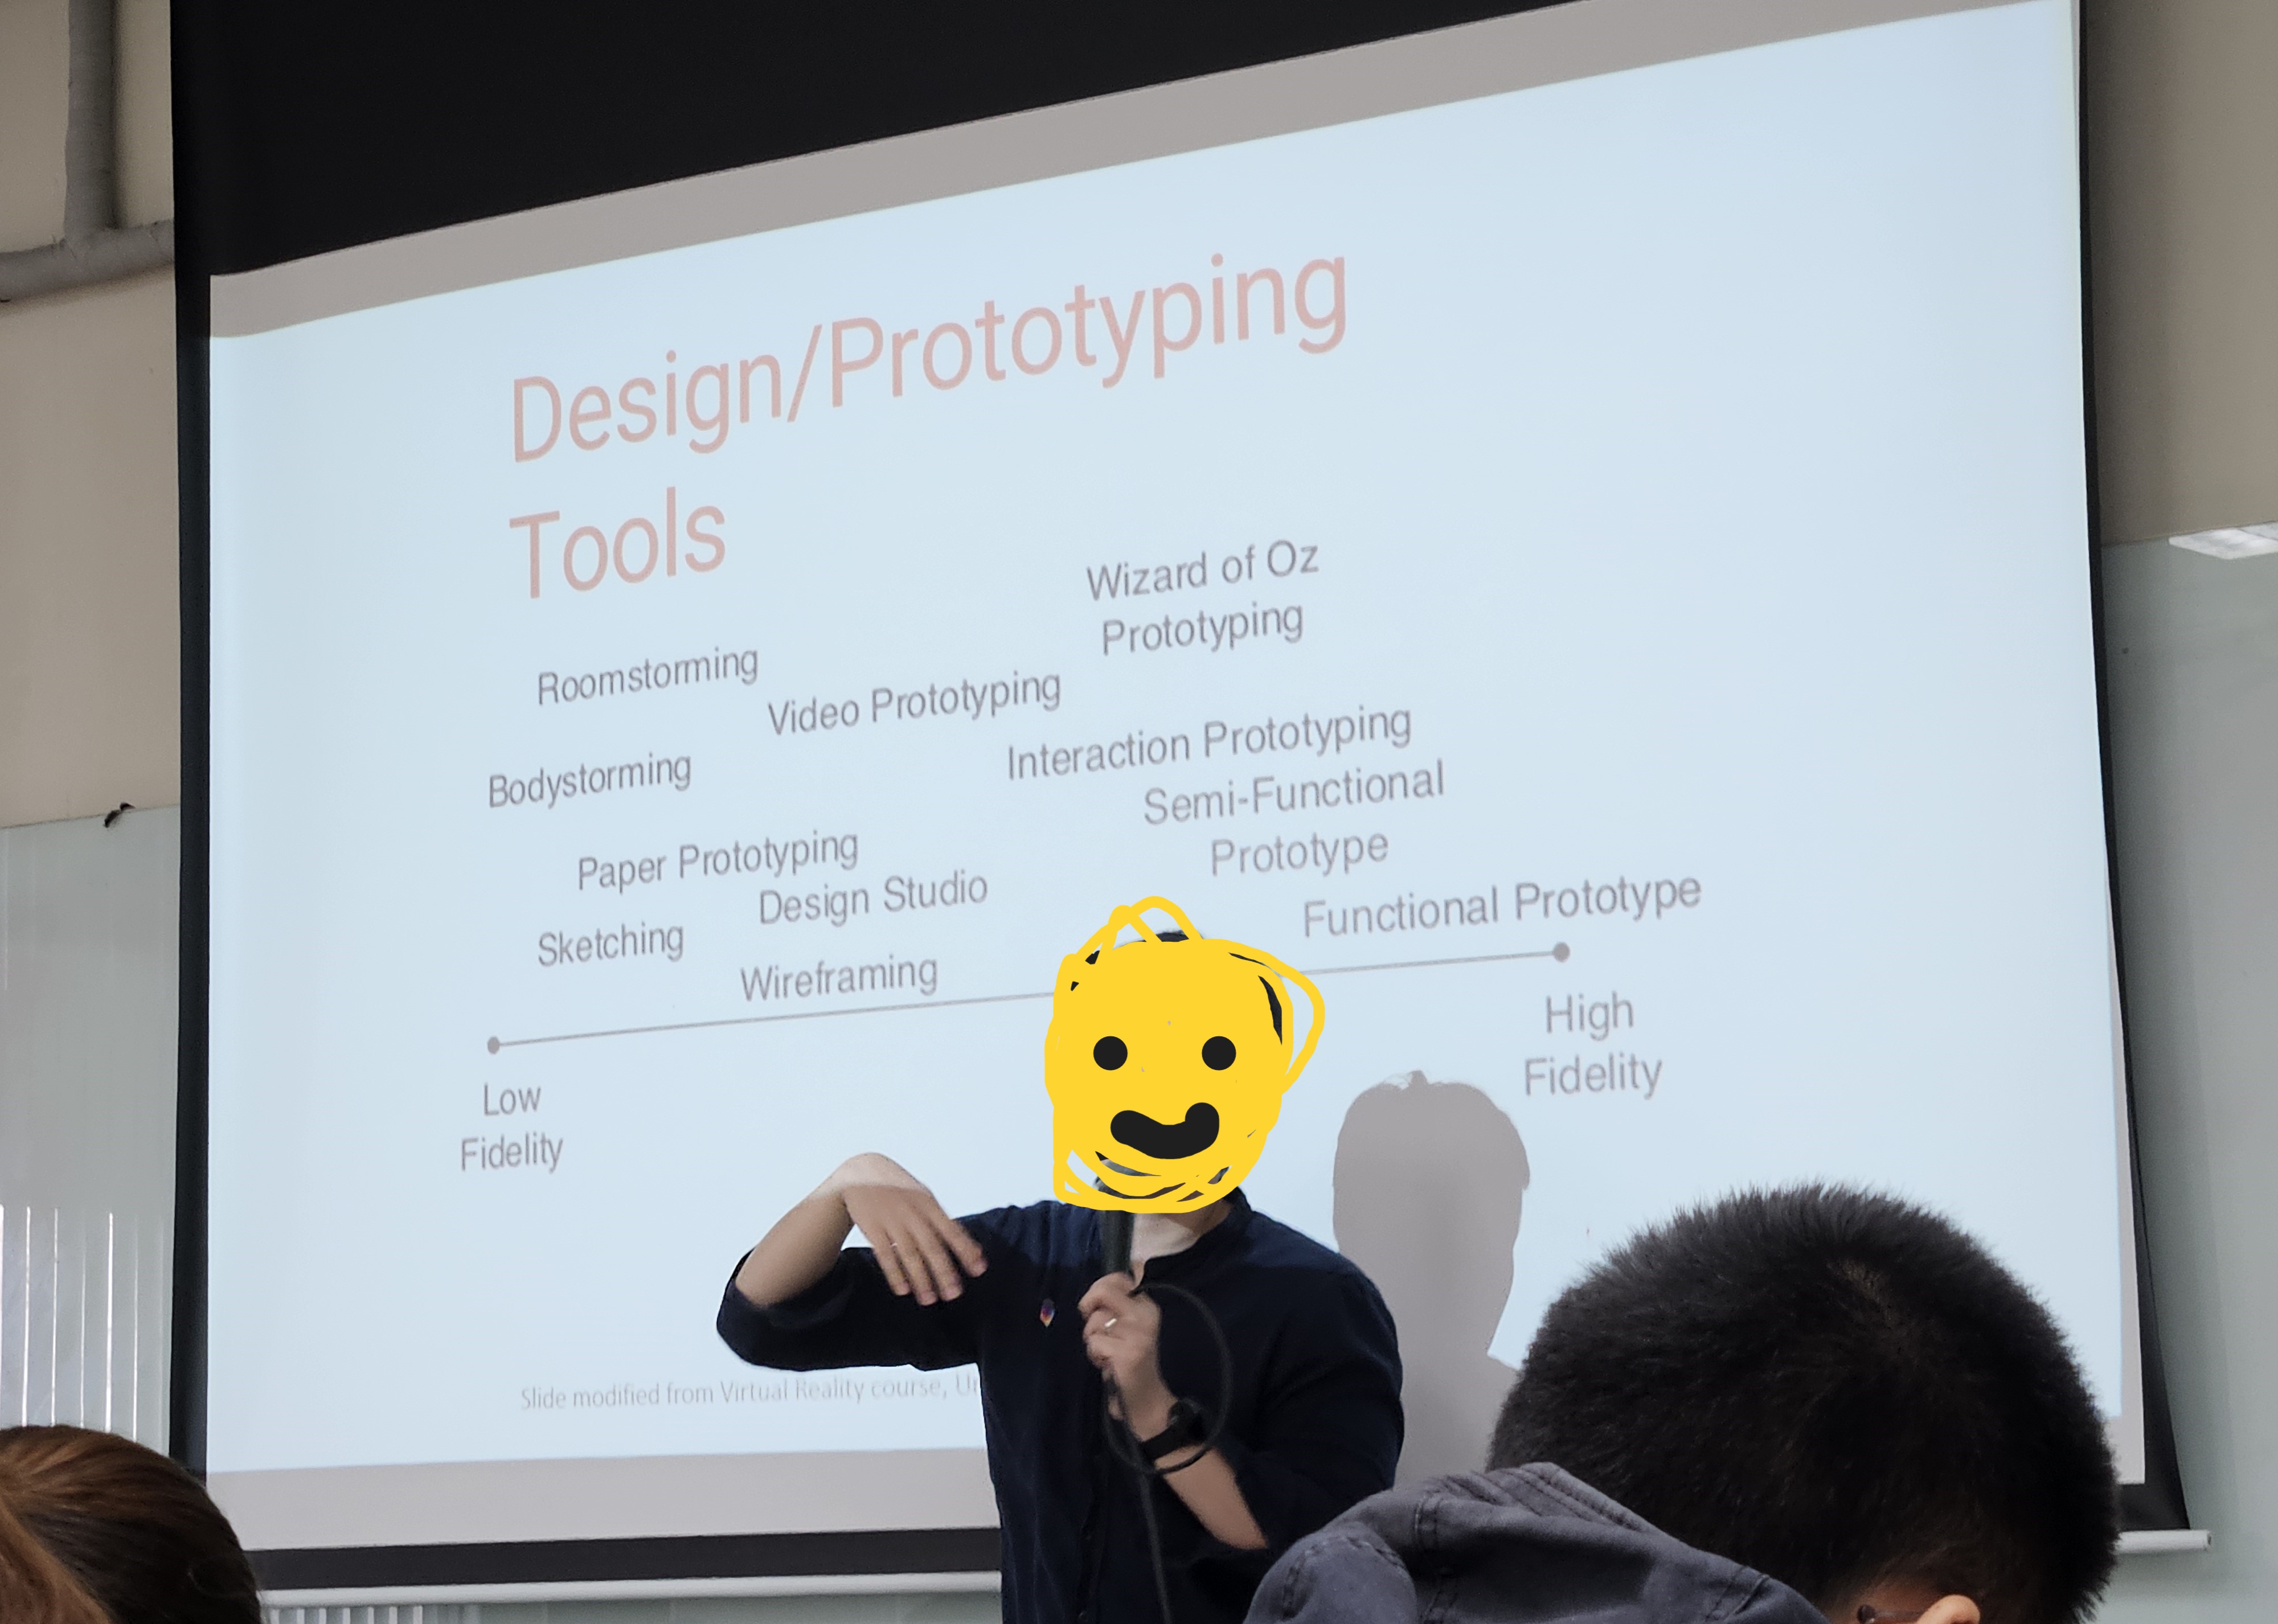 Design/Prototyping
Tools
Wizard of Oz
Prototyping
Roomstorming
Video Prototyping
Interaction Prototyping
Bodystorming
Semi-Functional
Prototype
Paper Prototyping
Design Studio
Functional Prototype
Sketching
Wireframing
High
Fidelity
Low
Fidelity
Slide modified from Virtual Reality course,